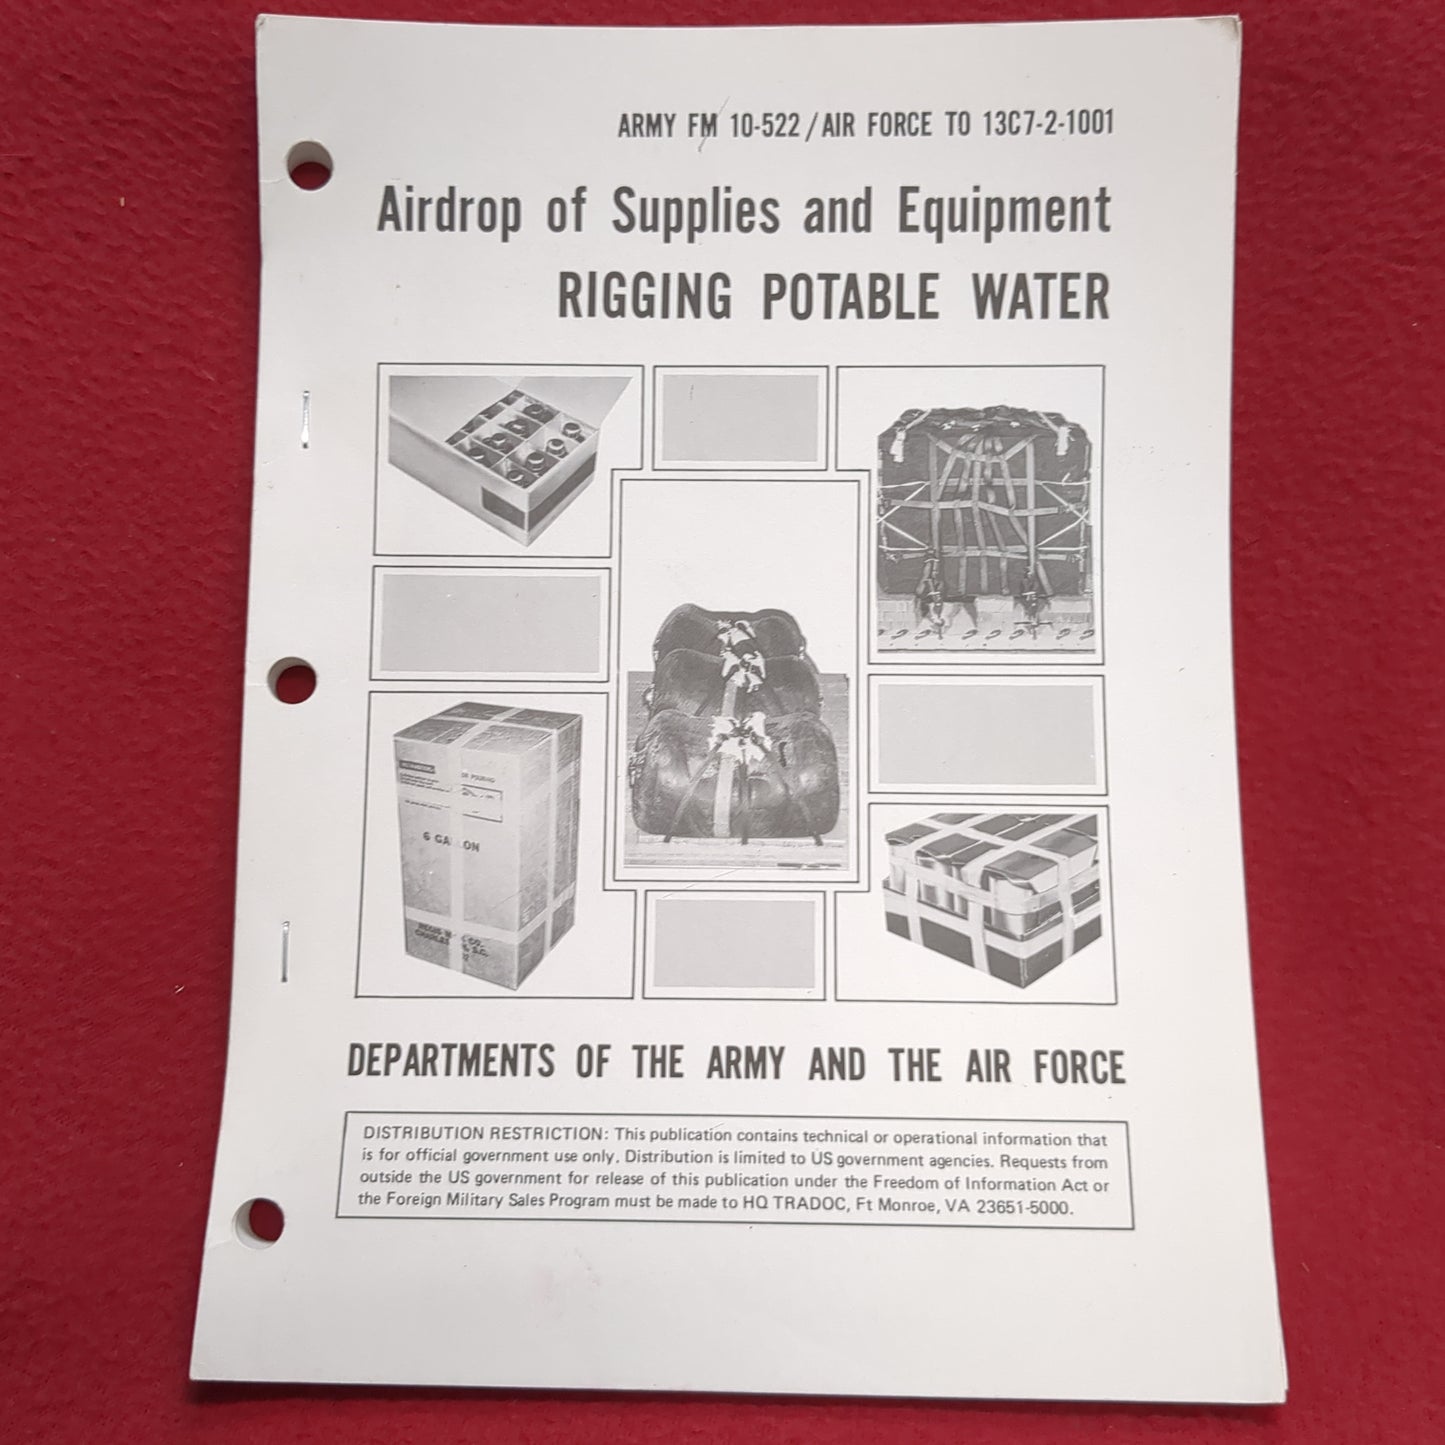 ARMY FM 10-522/AIR FORCE TO 13C7-2-1001
Airdrop of Supplies and Equipment
RIGGING POTABLE WATER
6 GA ON
DEPARTMENTS OF THE ARMY AND THE AIR FORCE
DISTRIBUTION RESTRICTION: This publication contains technical or operational information that
is for official government use only. Distribution is limited to US government agencies. Requests from
outside the US government for release of this publication under the Freedom of Information Act or
the Foreign Military Sales Program must be made to HQ TRADOC, Ft Monroe, VA 23651-5000.